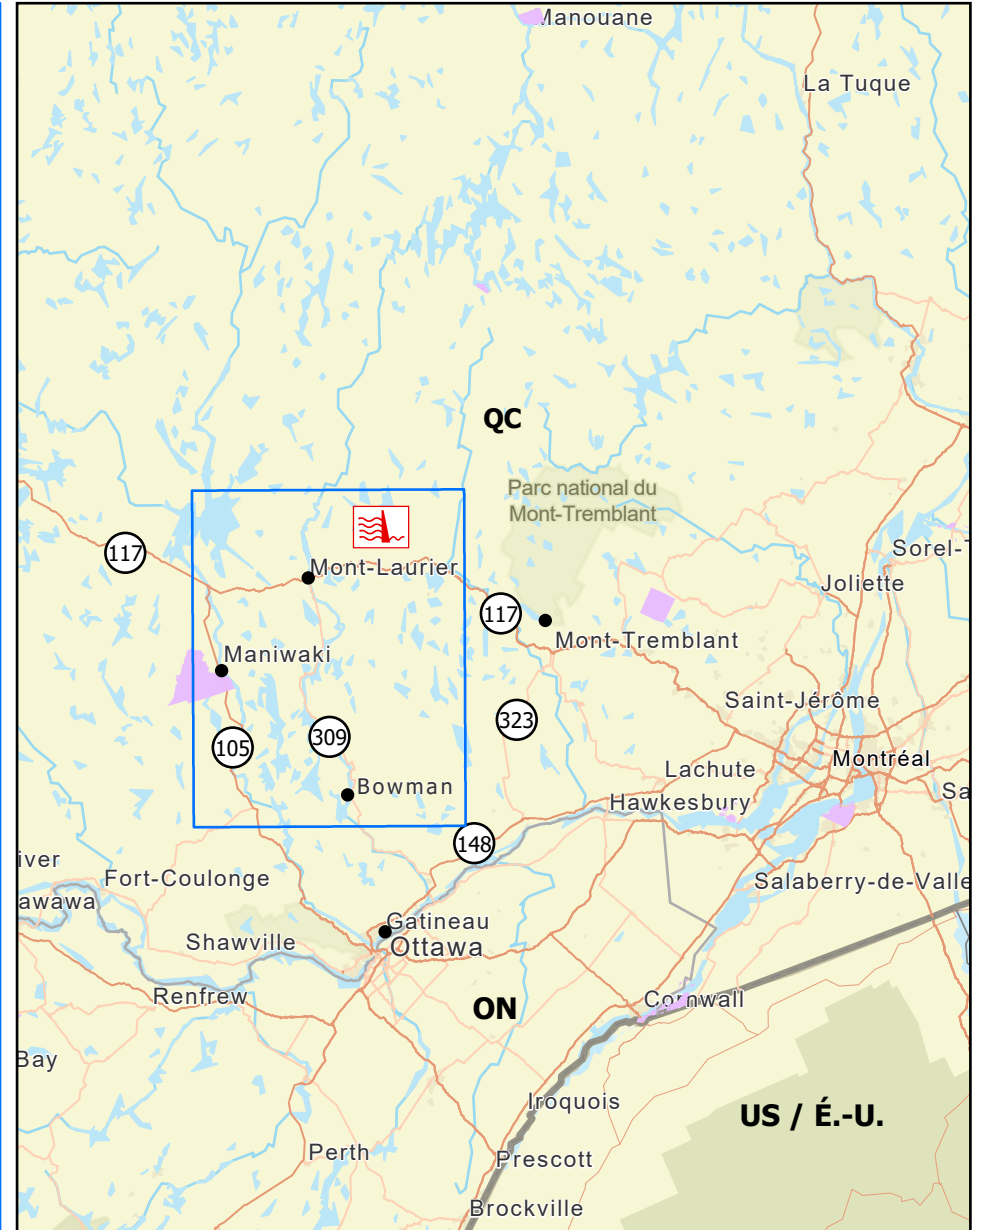 Manouane
La Tuque
QC
Parc national du
Mont-Tremblant
117
Sorel-T
Mont-Laurier
Joliette
117
Mont-Tremblant
Maniwaki
Saint-Jérôme
323
309
105
Montréal
Lachute
Bowman
Sa
Hawkesbury
148
iver
Fort-Coulonge
Salaberry-de-Valle
awawa
Gatineau
Shawville
Ottawa
Renfrew
Cornwall
ON
Bay
Iroquois
US / É.-U.
Perth
Prescott
Brockville